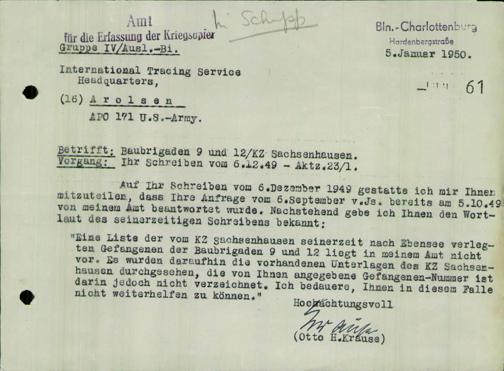 Amt
für die Erfassung der Kriegsopfer
Gruppe IV/Ausl.-Bi.
Bln.-Charlottenburg
Hardenbergstraße
5.Januar 1950.
International Tracing Service
Headquarters,
61
(16) Arolsen
APO 171 U.S.-Army.
Betrifft: Baubrigaden 9 und 12/KZ Sachsenhausen.
Vorgang: Ihr Schreiben vom 6.12.49 - Aktz.23/1.
Auf Ihr Schreiben vom 6.Dezember 1949 gestatte ich mir Ihnen
mitzuteilen, dass Ihre Anfrage vom 6.September v.Js. bereits am 5.10.49
von meinem Amt beantwortet wurde. Nachstehend gebe ich Ihnen den Wort-
laut des seinerzeitigen Schreibens bekannt:
"Eine Liste der vom KZ Sachsenhausen seinerzeit nach Ebensee verleg-
ten Gefangenen der Baubrigaden 9 und 12 liegt in meinem Amt nicht
vor. Es wurden daraufhin die vorhandenen Unterlagen des KZ Sachsen-
hausen durchgesehen, die von Ihnen angegebene Gefangenen-Nummer ist
darin jedoch nicht verzeichnet. Ich bedauere, Ihnen in diesem Falle
nicht weiterhelfen zu können."
Hochachtungsvoll
Krause
(Otto H.Krause)